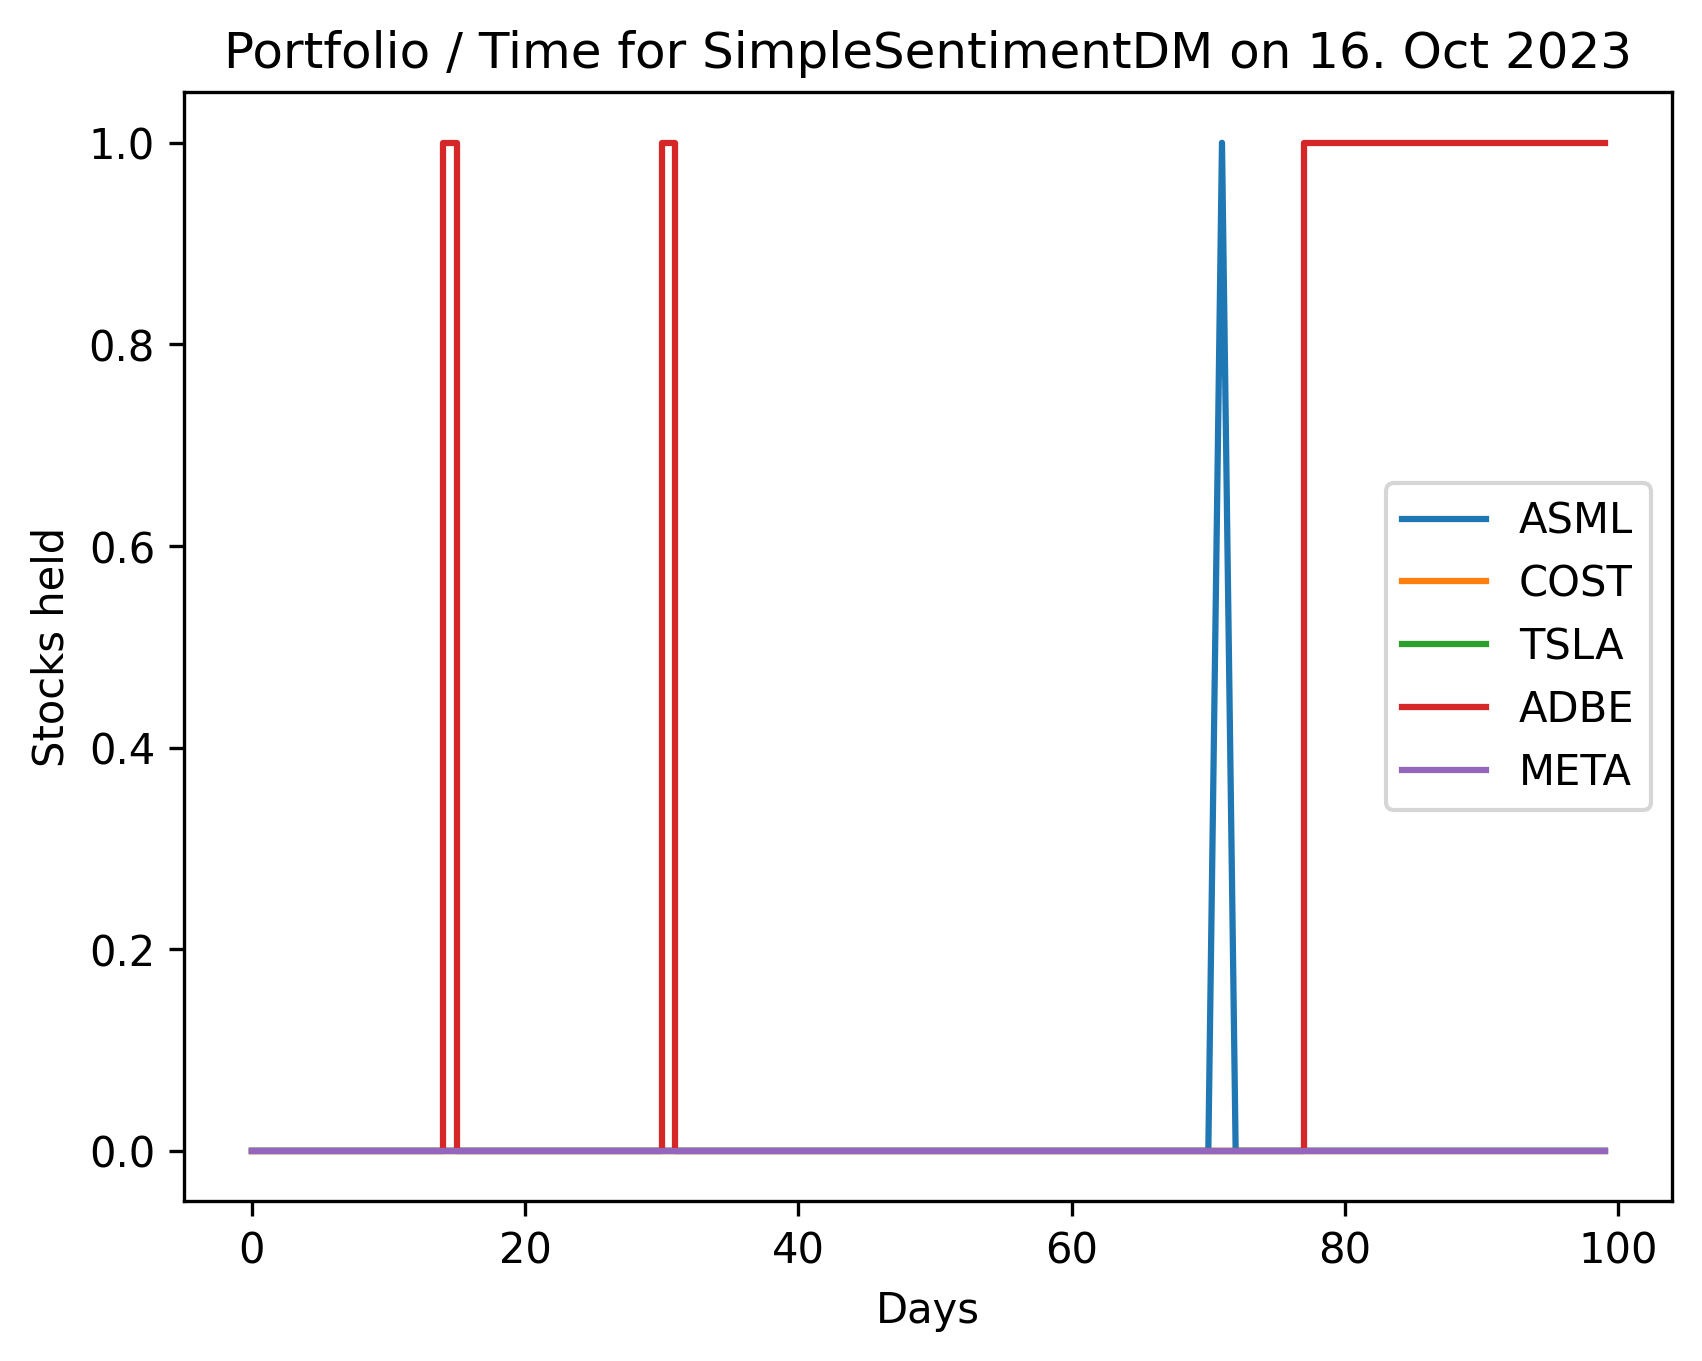 Portfolio / Time for SimpleSentimentDM on 16. Oct 2023
1.0
0.8
0.6
0.4
0.2
0.0
Stocks held
ASML
COST
TSLA
ADBE
META
0 20 40 60 80 100
Days